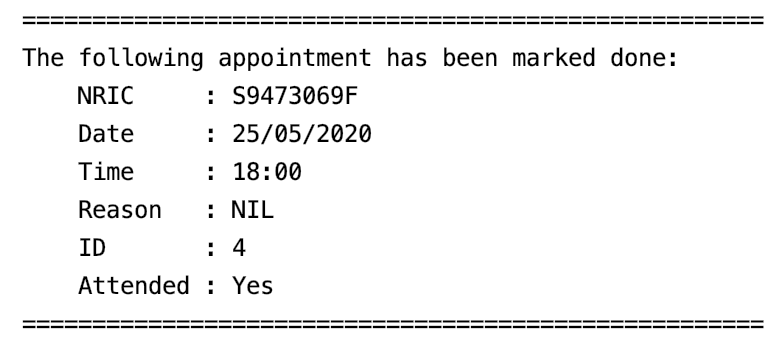 ======================================================
The following appointment has been marked done:
    NRIC     : S9473069F
    Date     : 25/05/2020
    Time     : 18:00
    Reason   : NIL
    ID       : 4
    Attended : Yes
======================================================